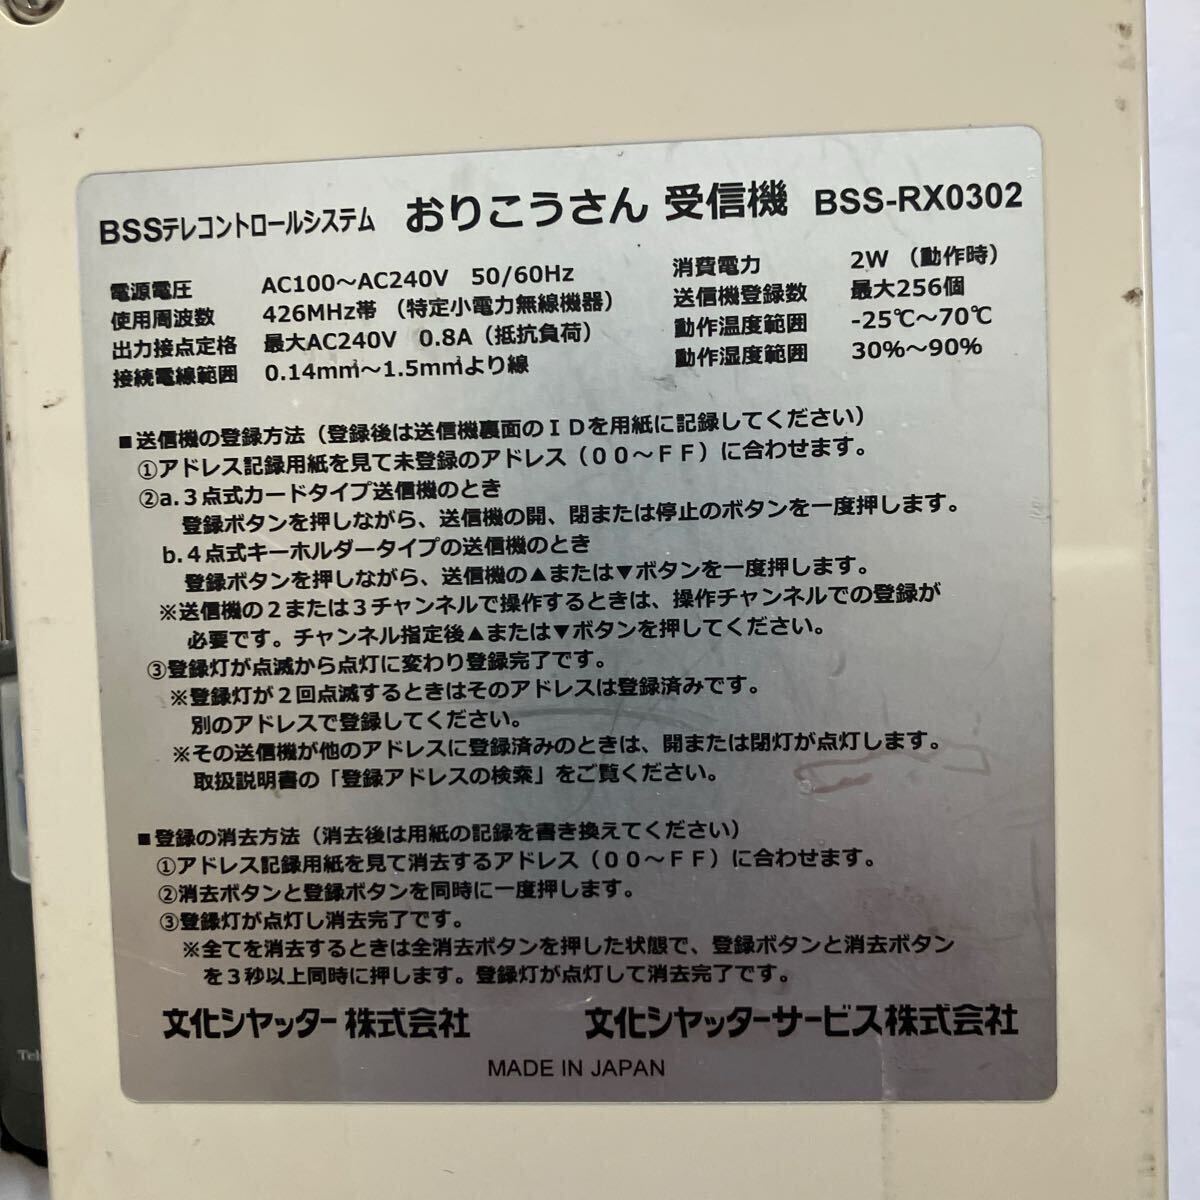 BSSテレコントロールシステム おりこうさん 受信機 BSS-RX0302
電源電圧 AC100～AC240V 50/60Hz
使用周波数 426MHz帯 （特定小電力無線機器）
出力接点定格 最大AC240V 0.8A（抵抗負荷）
接続電線範囲 0.14m㎡～1.5m㎡より線
消費電力 2W （動作時）
送信機登録数 最大256個
動作温度範囲 -25℃～70℃
動作湿度範囲 30%～90%
■送信機の登録方法（登録後は送信機裏面のＩＤを用紙に記録してください）
①アドレス記録用紙を見て未登録のアドレス（００～ＦＦ）に合わせます。
②a.３点式カードタイプ送信機のとき
登録ボタンを押しながら、送信機の開、閉または停止のボタンを一度押します。
b.４点式キーホルダータイプの送信機のとき
登録ボタンを押しながら、送信機の▲または▼ボタンを一度押します。
※送信機の２または３チャンネルで操作するときは、操作チャンネルでの登録が
必要です。チャンネル指定後▲または▼ボタンを押してください。
③登録灯が点滅から点灯に変わり登録完了です。
※登録灯が２回点滅するときはそのアドレスは登録済みです。
別のアドレスで登録してください。
※その送信機が他のアドレスに登録済みのときは、開または閉灯が点灯します。
取扱説明書の「登録アドレスの検索」をご覧ください。
■登録の消去方法（消去後は用紙の記録を書き換えてください）
①アドレス記録用紙を見て消去するアドレス（００～ＦＦ）に合わせます。
②消去ボタンと登録ボタンを同時に一度押します。
③登録灯が点灯し消去完了です。
※全てを消去するときは全消去ボタンを押した状態で、登録ボタンと消去ボタン
を３秒以上同時に押します。登録灯が点灯して消去完了です。
文化シヤッター株式会社 文化シヤッターサービス株式会社
MADE IN JAPAN